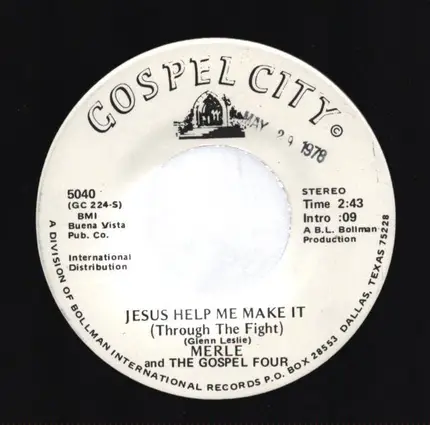 GOSPEL CITY ©
MAY 29 1978
5040
(GC 224-S)
BMI
Buena Vista
Pub. Co.
International
Distribution
STEREO
Time 2:43
Intro :09
A B.L. Bollman
Production
JESUS HELP ME MAKE IT
(Through The Fight)
(Glenn Leslie)
MERLE
and THE GOSPEL FOUR
A DIVISION OF BOLLMAN INTERNATIONAL RECORDS P.O. BOX 28553 DALLAS, TEXAS 75228